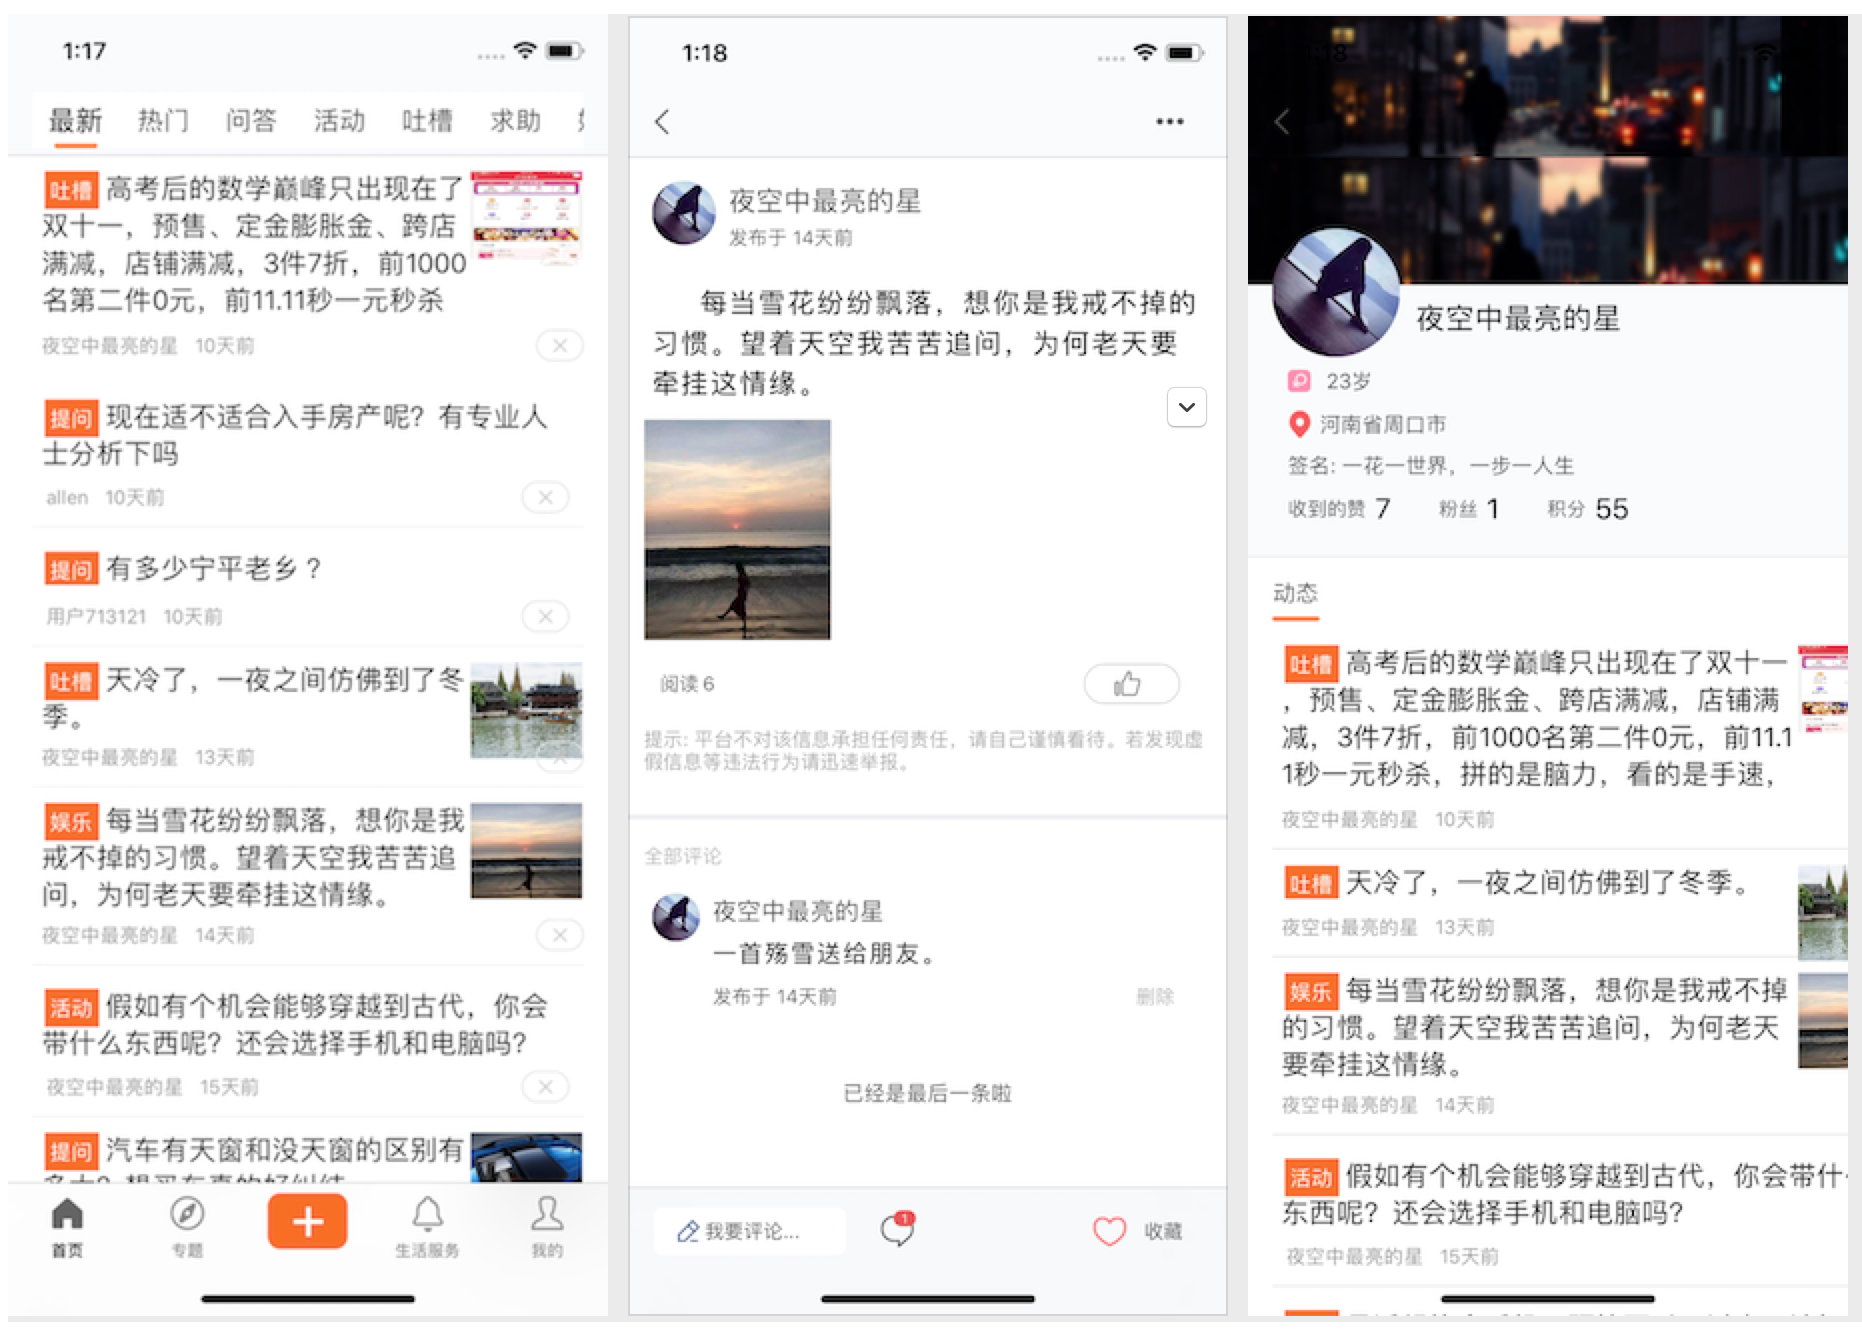 1:17
最新 热门 问答 活动 吐槽 求助
吐槽 高考后的数学巅峰只出现在了
双十一，预售、定金膨胀金、跨店
满减，店铺满减，3件7折，前1000
名第二件0元，前11.11秒一元秒杀
夜空中最亮的星 10天前
提问 现在适不适合入手房产呢？有专业人
士分析下吗
allen 10天前
提问 有多少宁平老乡？
用户713121 10天前
吐槽 天冷了，一夜之间仿佛到了冬
季。
夜空中最亮的星 13天前
娱乐 每当雪花纷纷飘落，想你是我
戒不掉的习惯。望着天空我苦苦追
问，为何老天要牵挂这情缘。
夜空中最亮的星 14天前
活动 假如有个机会能够穿越到古代，你会
带什么东西呢？还会选择手机和电脑吗？
夜空中最亮的星 15天前
提问 汽车有天窗和没天窗的区别有
首页 专题 生活服务 我的
1:18
夜空中最亮的星
发布于 14天前
每当雪花纷纷飘落，想你是我戒不掉的
习惯。望着天空我苦苦追问，为何老天要
牵挂这情缘。
阅读 6
提示: 平台不对该信息承担任何责任，请自己谨慎看待。若发现虚
假信息等违法行为请迅速举报。
全部评论
夜空中最亮的星
一首殇雪送给朋友。
发布于 14天前 删除
已经是最后一条啦
我要评论... 1 收藏
1:18
夜空中最亮的星
23岁
河南省周口市
签名: 一花一世界，一步一人生
收到的赞 7 粉丝 1 积分 55
动态
吐槽 高考后的数学巅峰只出现在了双十一
，预售、定金膨胀金、跨店满减，店铺满
减，3件7折，前1000名第二件0元，前11.1
1秒一元秒杀，拼的是脑力，看的是手速，
夜空中最亮的星 10天前
吐槽 天冷了，一夜之间仿佛到了冬季。
夜空中最亮的星 13天前
娱乐 每当雪花纷纷飘落，想你是我戒不掉
的习惯。望着天空我苦苦追问，为何老天
要牵挂这情缘。
夜空中最亮的星 14天前
活动 假如有个机会能够穿越到古代，你会带什
东西呢？还会选择手机和电脑吗？
夜空中最亮的星 15天前